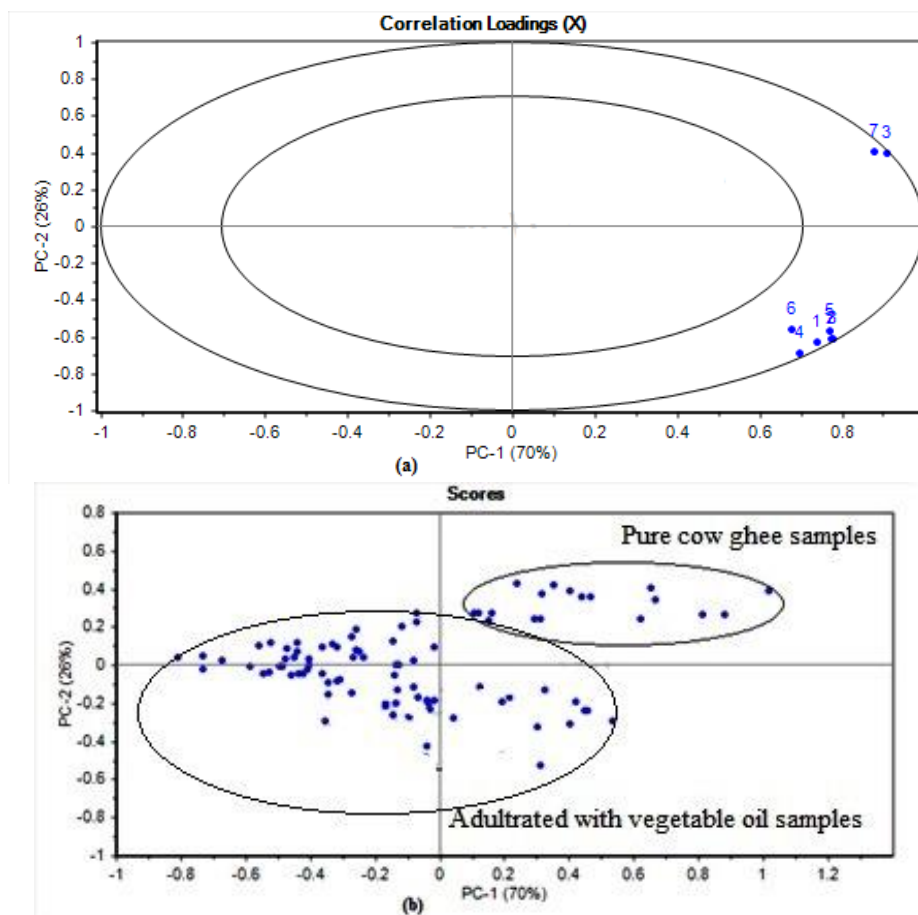 Correlation Loadings (X)
1
0.8
0.6
0.4
0.2
0
-0.2
-0.4
-0.6
-0.8
-1
PC-2 (26%)
7 3
6
5
4 1
-1 -0.8 -0.6 -0.4 -0.2 0 0.2 0.4 0.6 0.8 1
PC-1 (70%)
(a)
Scores
0.8
0.6
0.4
0.2
0
-0.2
-0.4
-0.6
-0.8
-1
PC-2 (26%)
Pure cow ghee samples
Adultrated with vegetable oil samples
-1 -0.8 -0.6 -0.4 -0.2 0 0.2 0.4 0.6 0.8 1 1.2
PC-1 (70%)
(b)